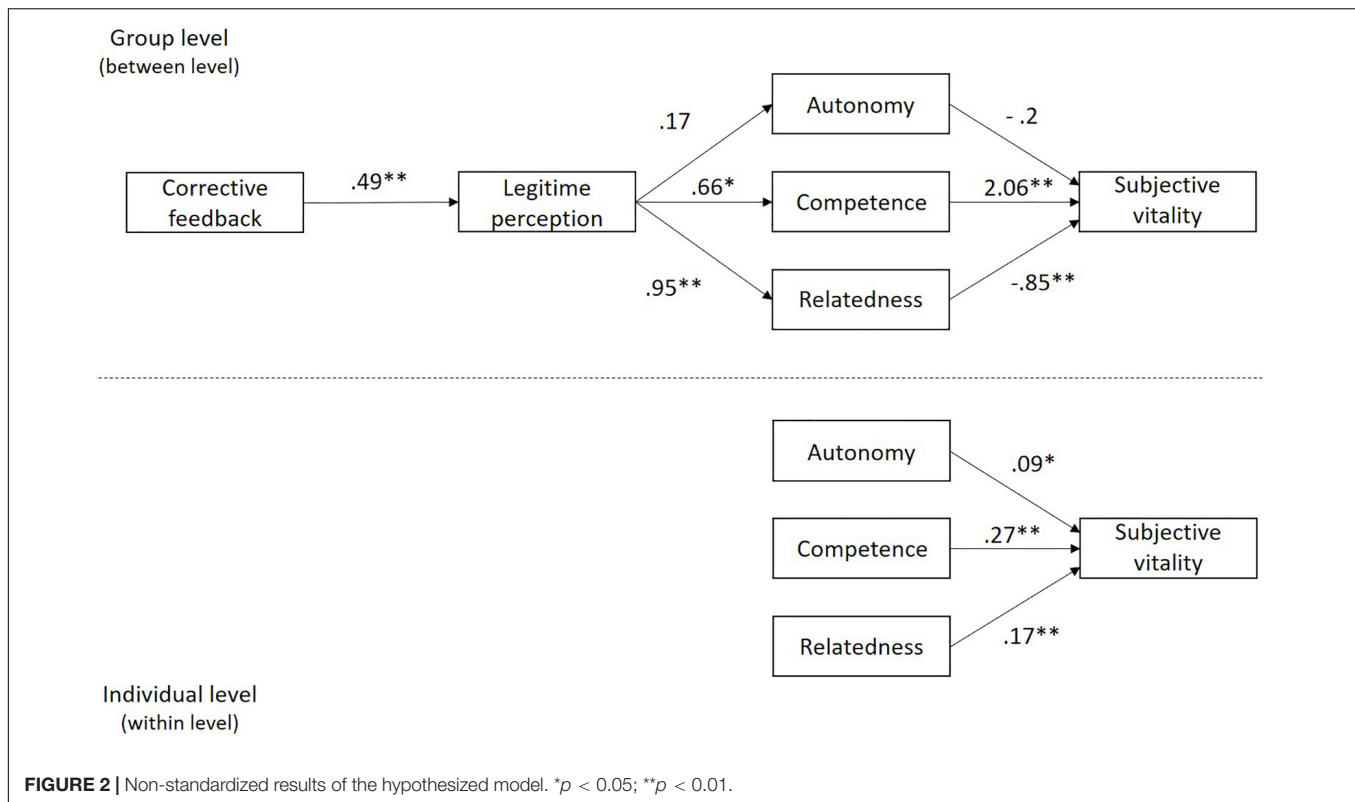 Group level
(between level)
Autonomy
.17
- .2
Corrective
feedback
.49**
Legitime
perception
.66*
Competence
2.06**
Subjective
vitality
.95**
Relatedness
-.85**
Autonomy
.09*
Competence
.27**
Subjective
vitality
Relatedness
.17**
Individual level
(within level)
FIGURE 2 | Non-standardized results of the hypothesized model. *p < 0.05; **p < 0.01.